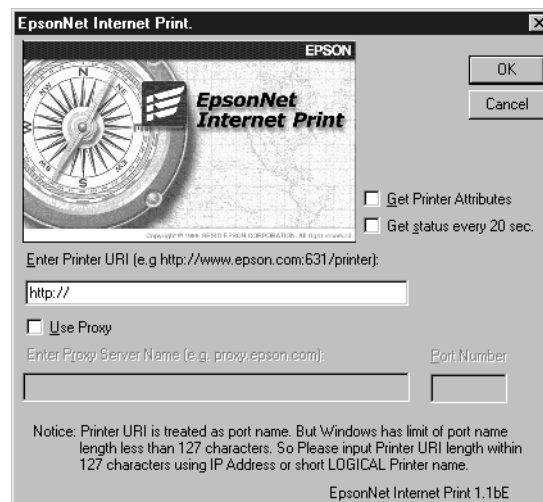 EpsonNet Internet Print.
EPSON
N
W
E
S
EpsonNet
Internet Print
OK
Cancel
Get Printer Attributes
Get status every 20 sec.
Enter Printer URI (e.g http://www.epson.com:631/printer):
http://
Use Proxy
Enter Proxy Server Name (e.g. proxy.epson.com):
Port Number
Notice: Printer URI is treated as port name. But Windows has limit of port name
length less than 127 characters. So Please input Printer URI length within
127 characters using IP Address or short LOGICAL Printer name.
EpsonNet Internet Print 1.1bE